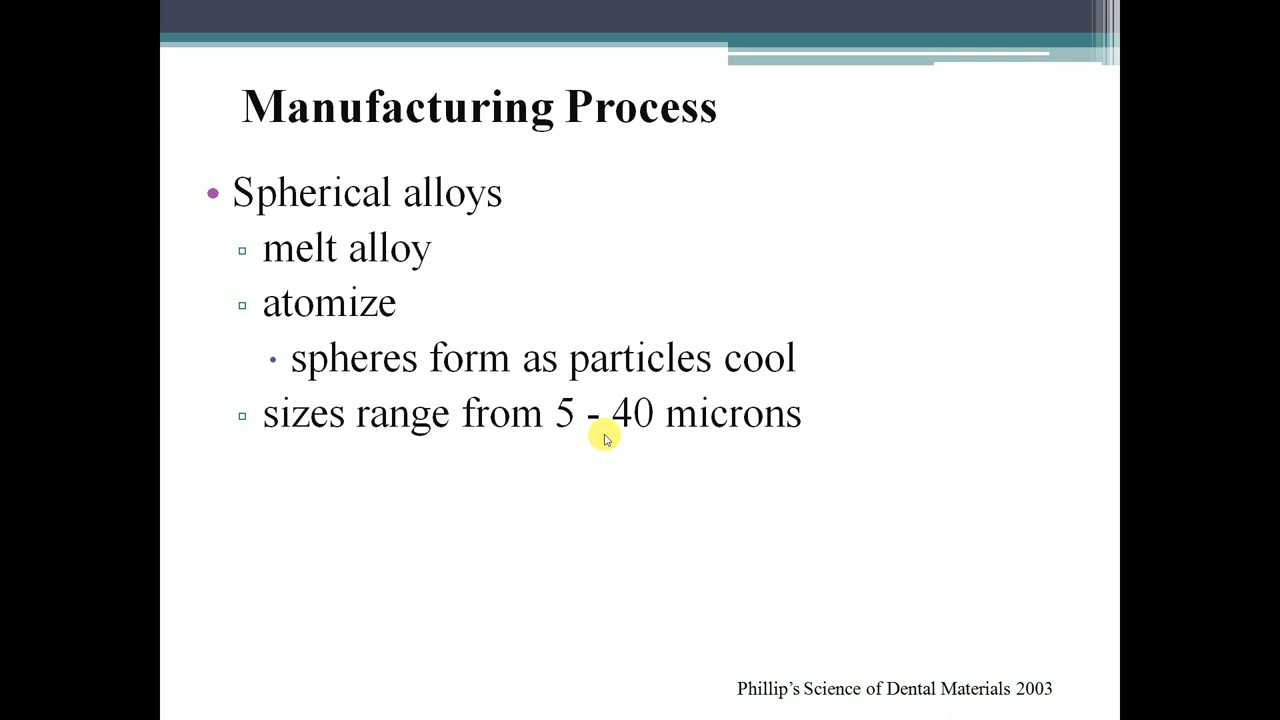 Manufacturing Process
• Spherical alloys
▫ melt alloy
▫ atomize
• spheres form as particles cool
▫ sizes range from 5 - 40 microns
Phillip’s Science of Dental Materials 2003